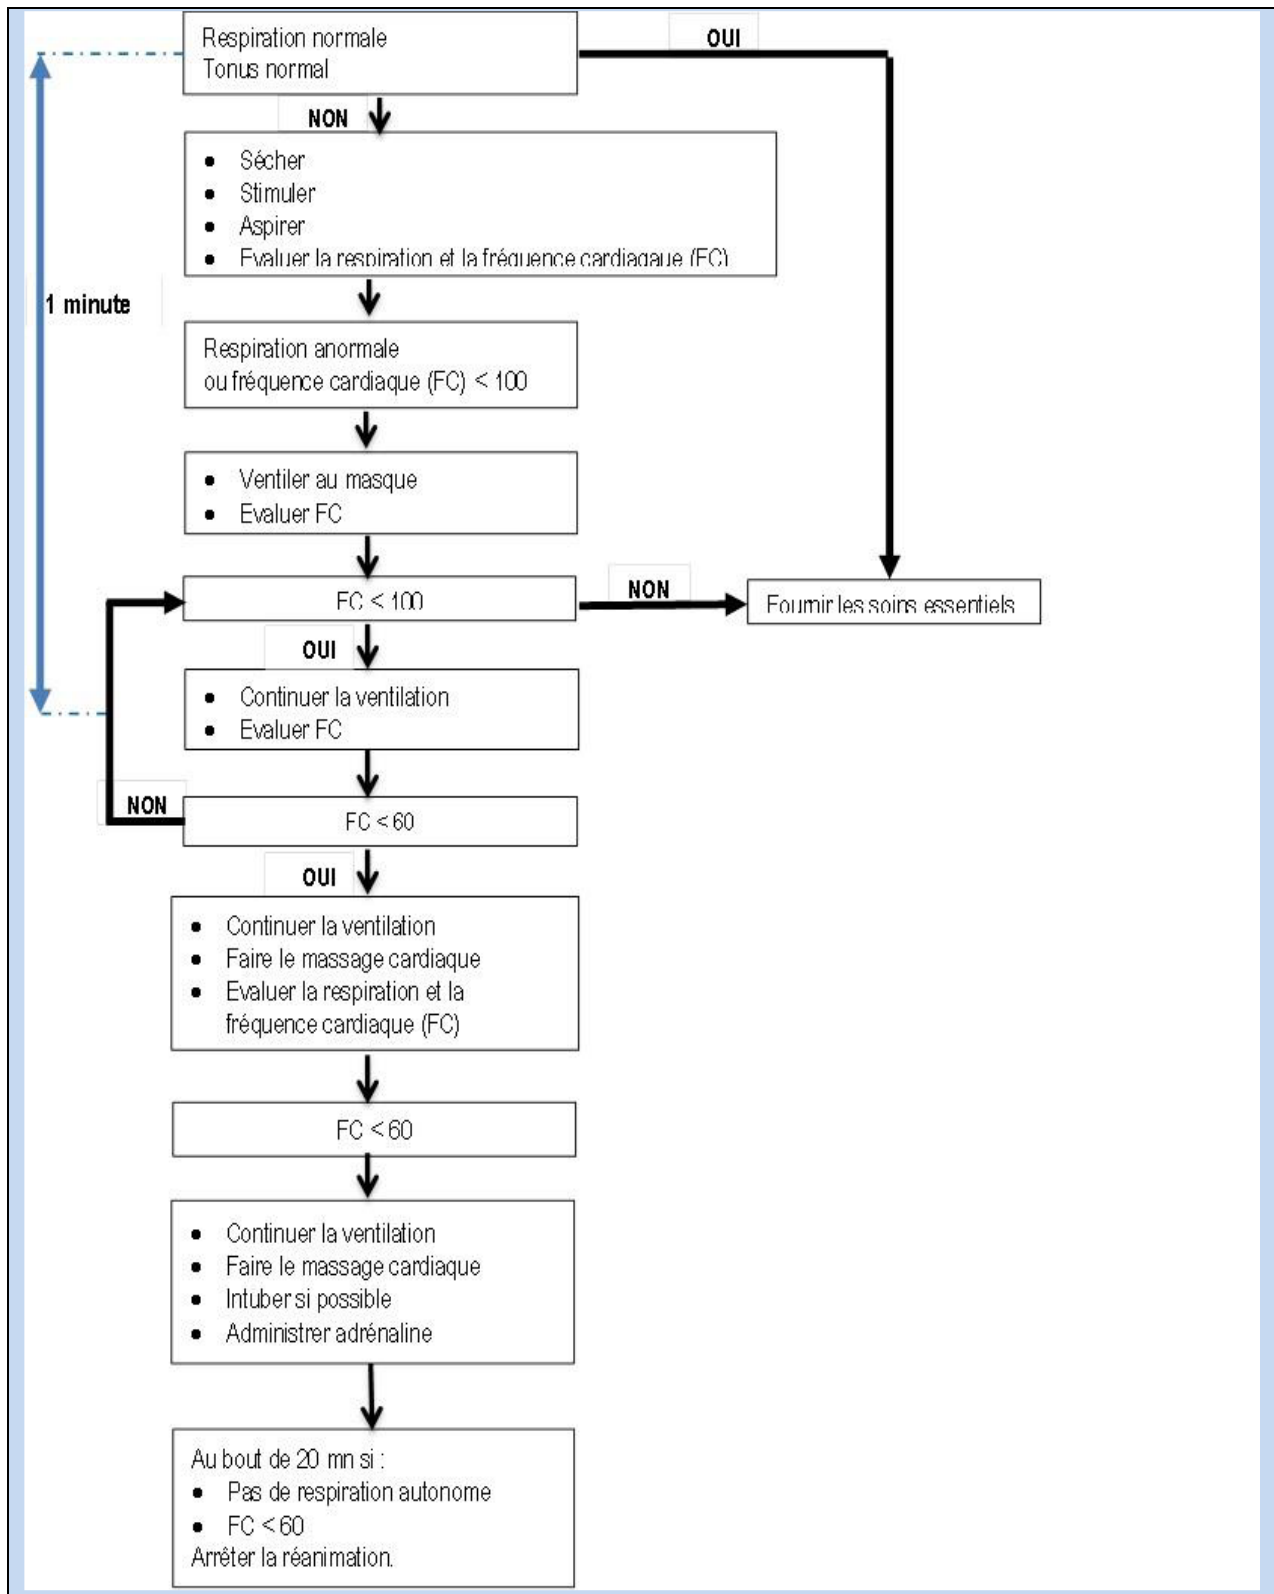 Respiration normale
Tonus normal
OUI
NON
• Sécher
• Stimuler
• Aspirer
• Evaluer la respiration et la fréquence cardiaqaue (FC)
1 minute
Respiration anormale
ou fréquence cardiaque (FC) < 100
• Ventiler au masque
• Evaluer FC
FC < 100
NON
Fournir les soins essentiels
OUI
• Continuer la ventilation
• Evaluer FC
NON
FC < 60
OUI
• Continuer la ventilation
• Faire le massage cardiaque
• Evaluer la respiration et la
fréquence cardiaque (FC)
FC < 60
• Continuer la ventilation
• Faire le massage cardiaque
• Intuber si possible
• Administrer adrénaline
Au bout de 20 mn si :
• Pas de respiration autonome
• FC < 60
Arrêter la réanimation.